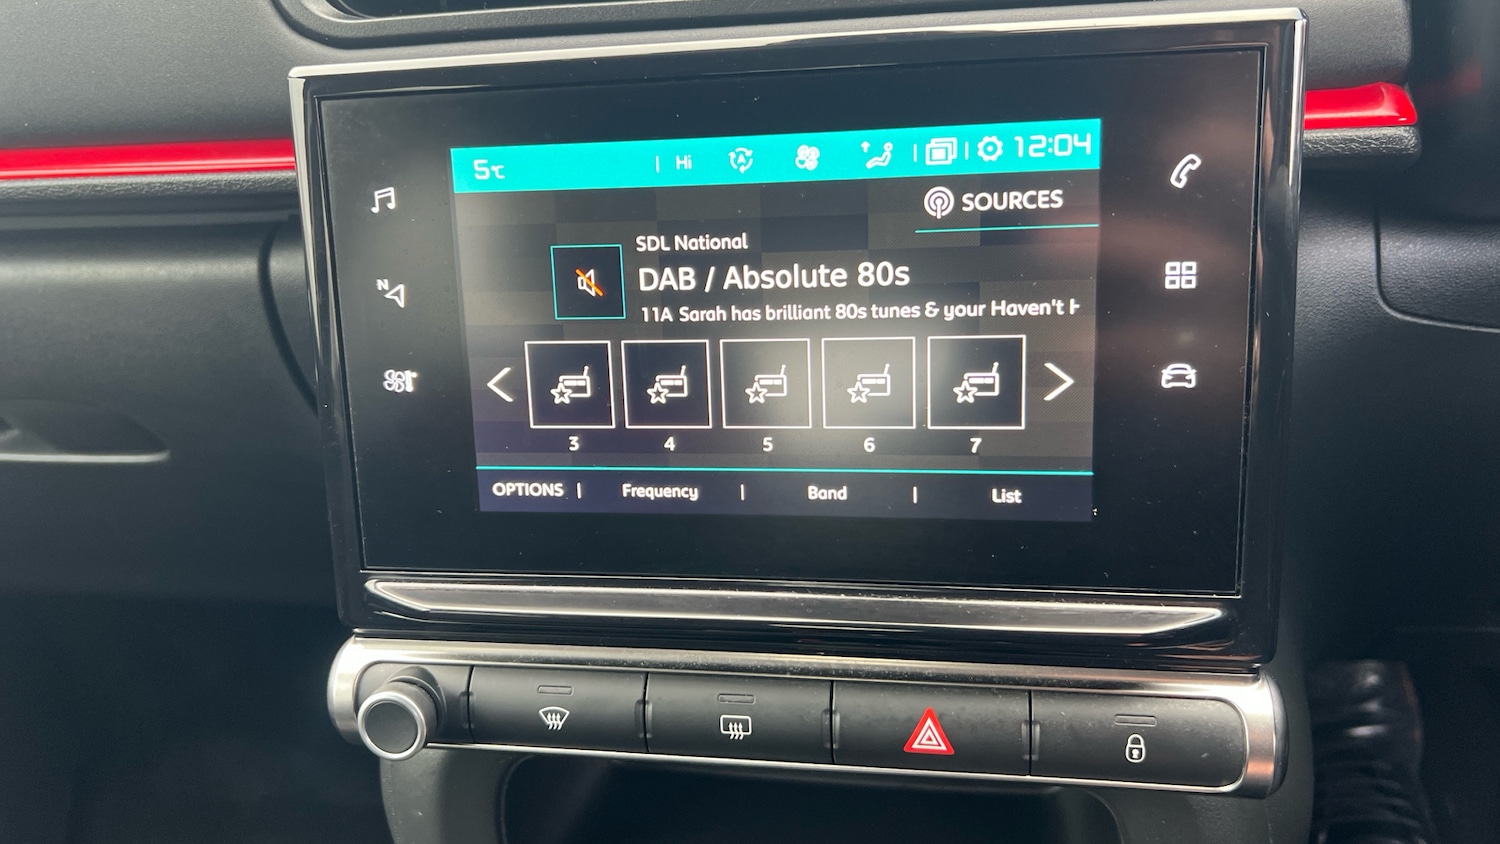 5°C Hi A 12:04
SOURCES
SDL National
DAB / Absolute 80s
11A Sarah has brilliant 80s tunes & your Haven't
N
3 4 5 6 7
OPTIONS Frequency Band List